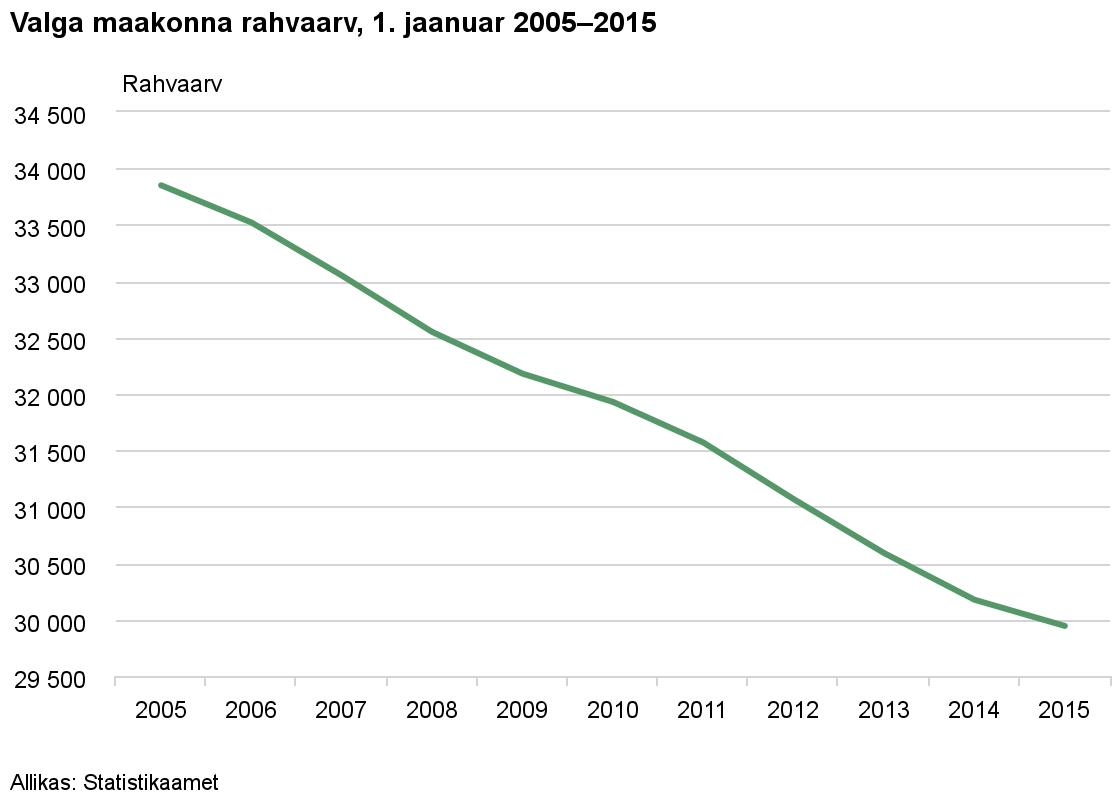 Valga maakonna rahvaarv, 1. jaanuar 2005–2015
Rahvaarv
34 500
34 000
33 500
33 000
32 500
32 000
31 500
31 000
30 500
30 000
29 500
2005 2006 2007 2008 2009 2010 2011 2012 2013 2014 2015
Allikas: Statistikaamet